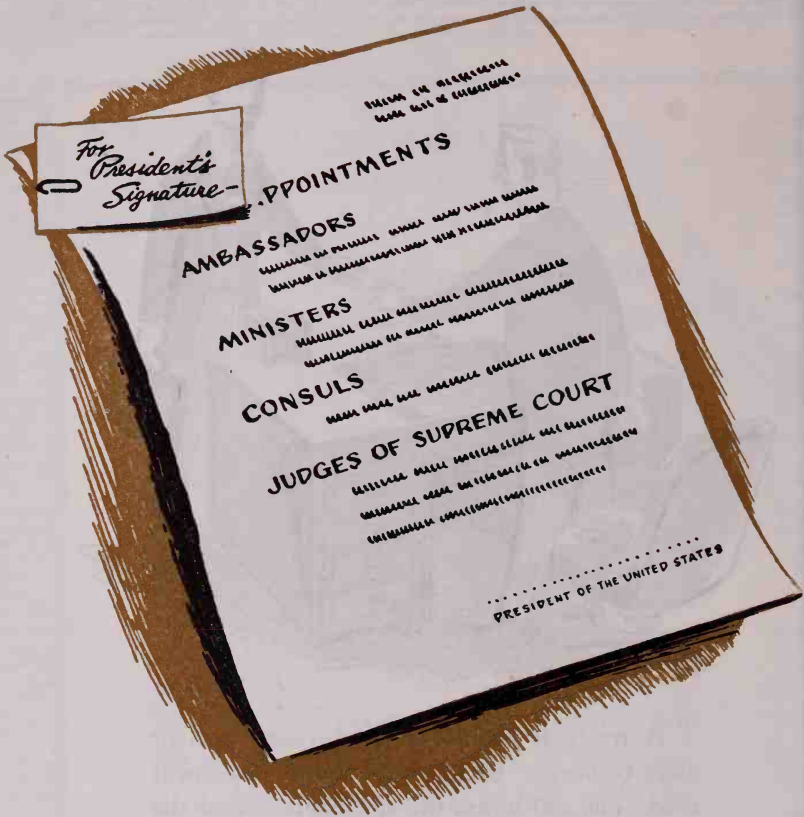 For
President's
Signature-
.PPOINTMENTS
AMBASSADORS
MINISTERS
CONSULS
JUDGES OF SUPREME COURT
PRESIDENT OF THE UNITED STATES